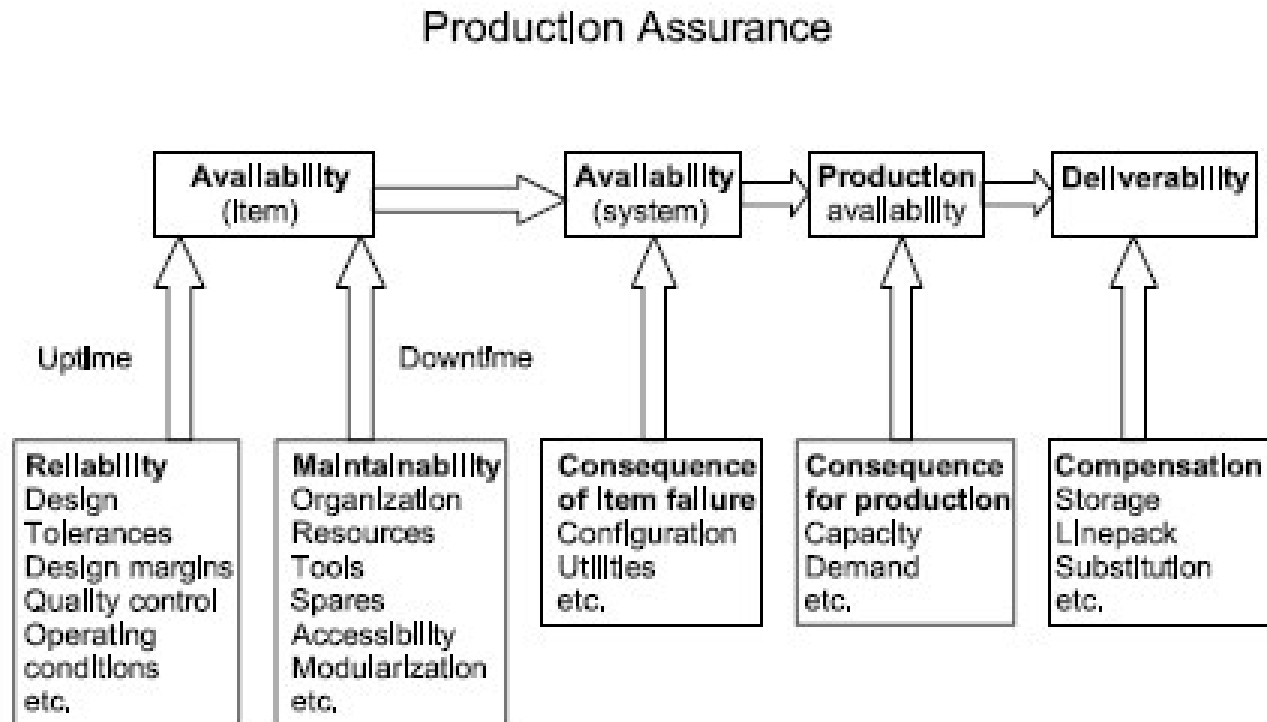 Production Assurance
Availability
(item)
Availability
(system)
Production
availability
Deliverability
Uptime
Downtime
Reliability
Design
Tolerances
Design margins
Quality control
Operating
conditions
etc.
Maintainability
Organization
Resources
Tools
Spares
Accessibility
Modularization
etc.
Consequence
of item failure
Configuration
Utilities
etc.
Consequence
for production
Capacity
Demand
etc.
Compensation
Storage
Linepack
Substitution
etc.